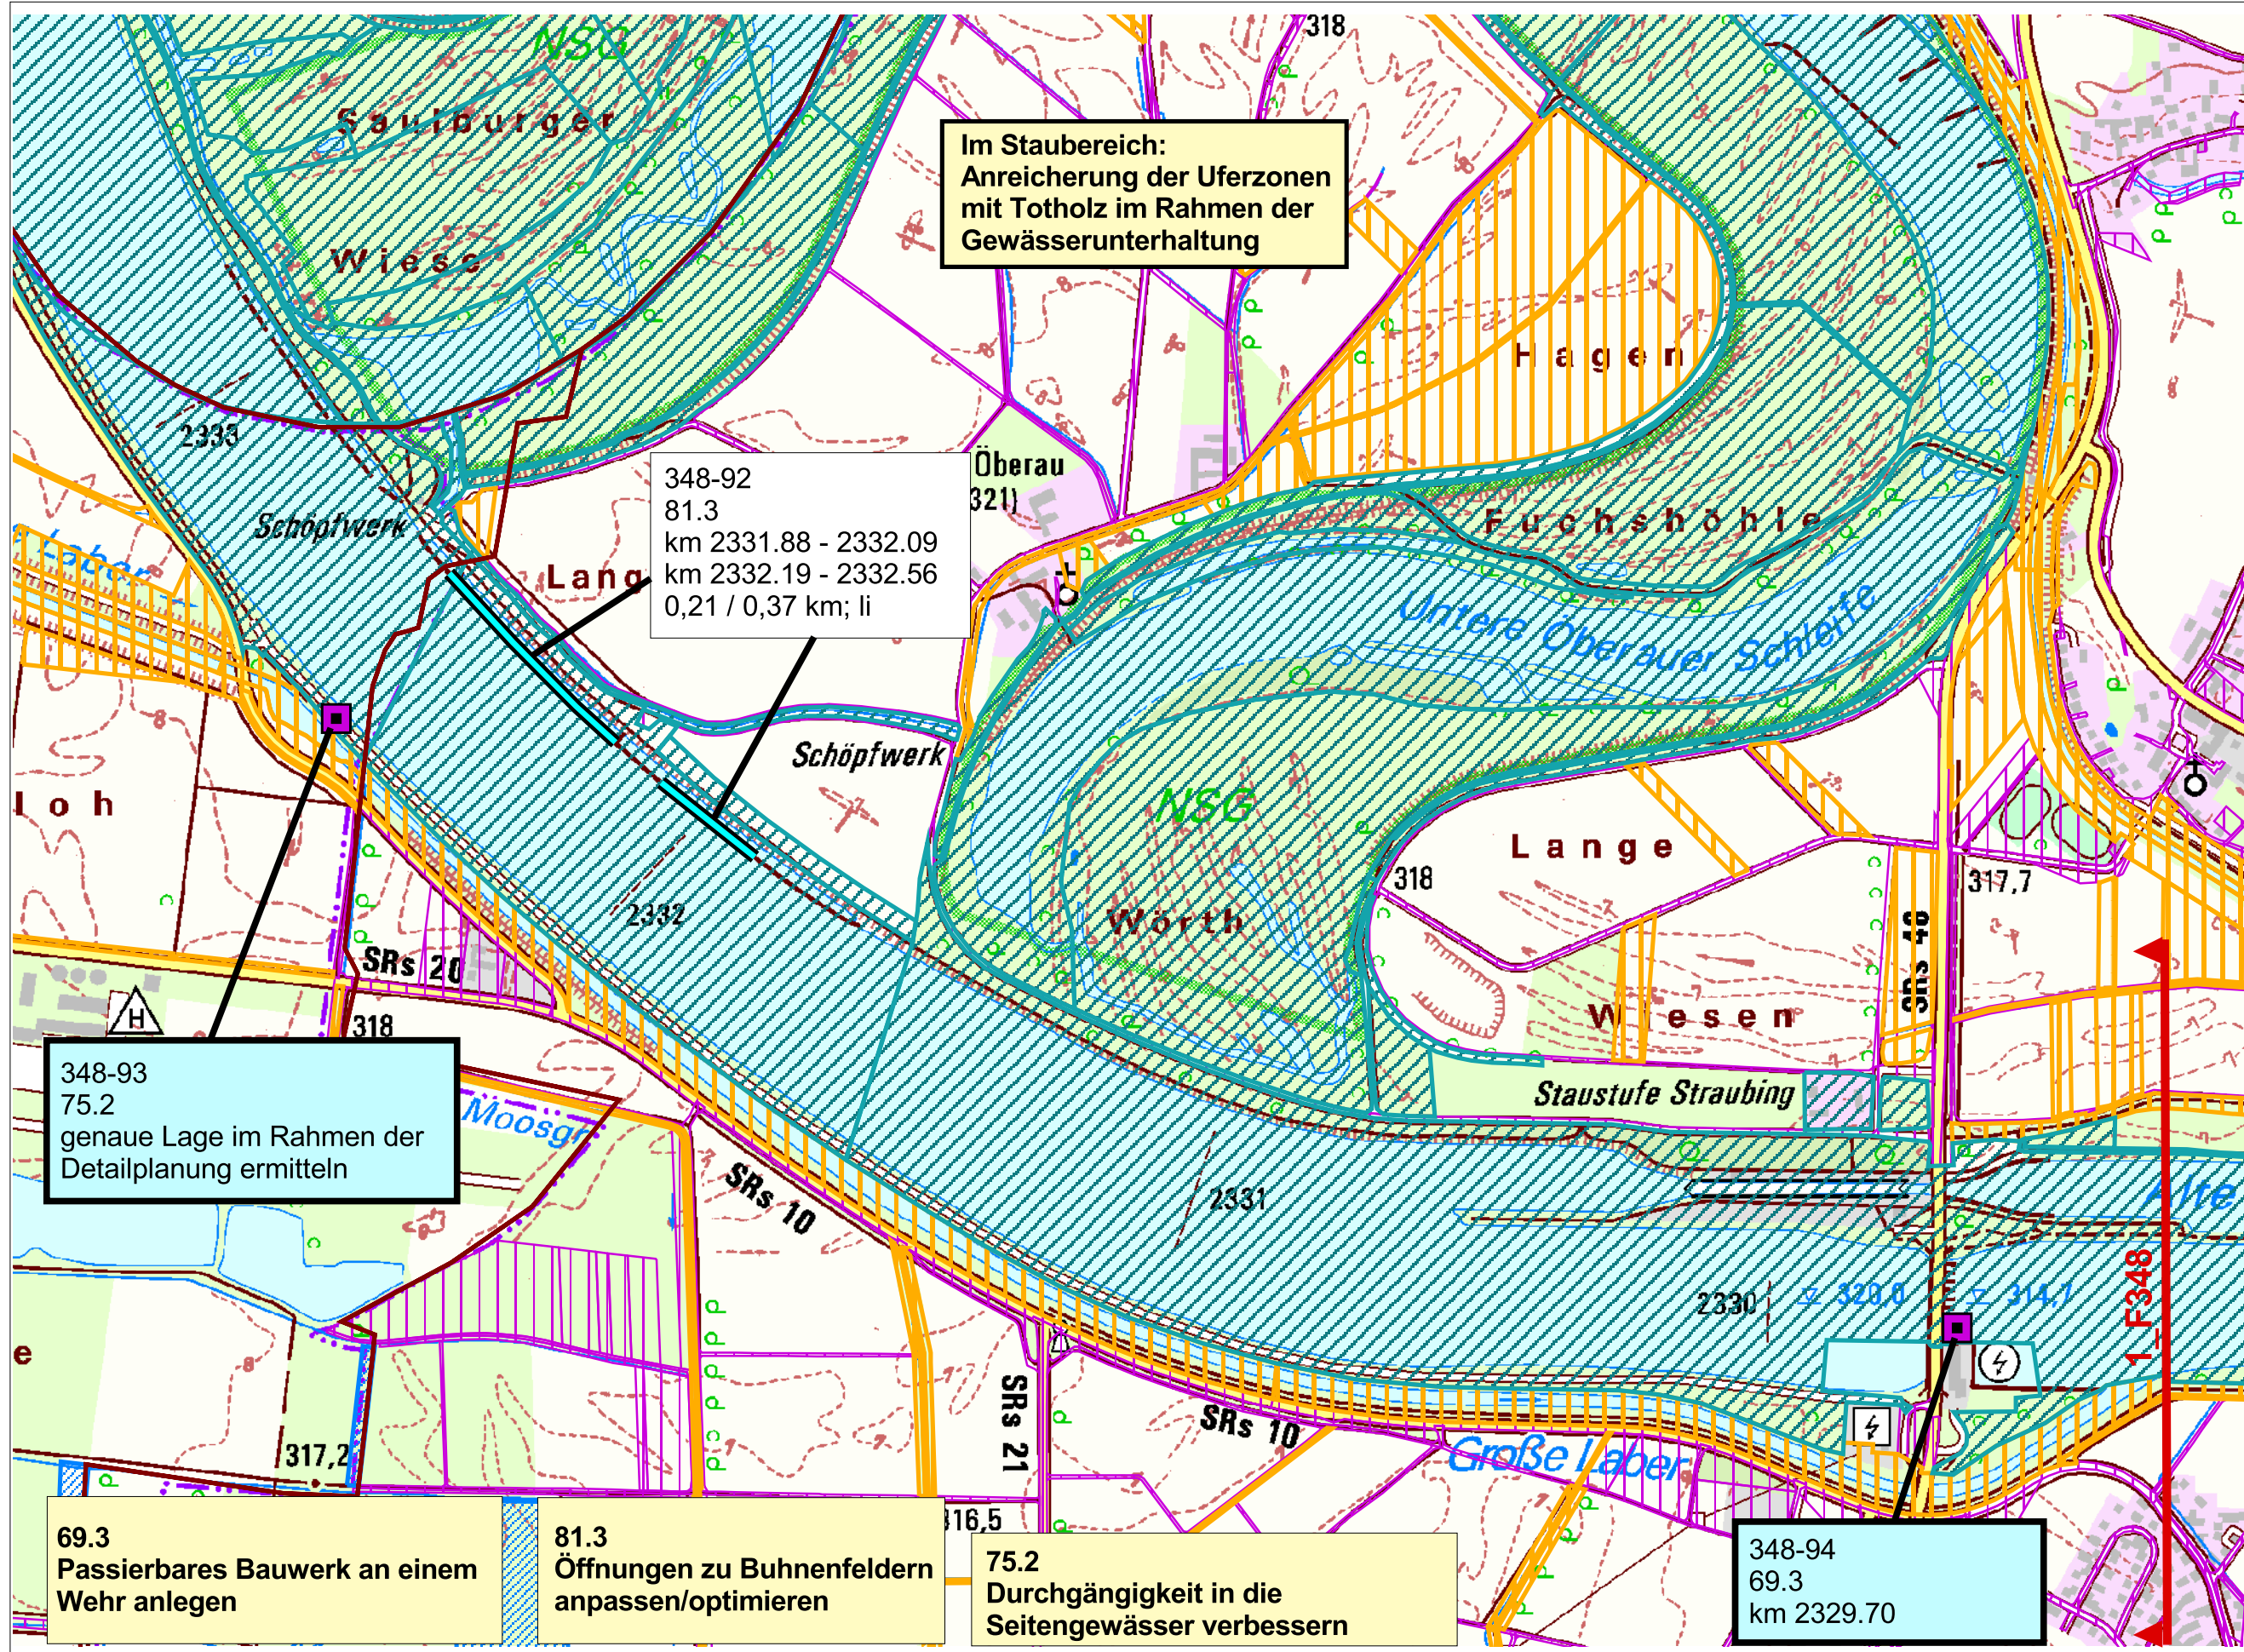 318
NSG
Saulburger
Wiese
Im Staubereich:
Anreicherung der Uferzonen
mit Totholz im Rahmen der
Gewässerunterhaltung
Hagen
2333
Öberau
321)
348-92
81.3
km 2331.88 - 2332.09
km 2332.19 - 2332.56
0,21 / 0,37 km; li
Schöpfwerk
Fuchshöhle
Lang
Laber
Untere Öberauer Schleife
Schöpfwerk
loh
NSG
Lange
318
317,7
2332
Wörth
SRs 48
SRs 20
H
318
Wiesen
348-93
75.2
genaue Lage im Rahmen der
Detailplanung ermitteln
Staustufe Straubing
Moosgr
SRs 10
2331
Alte
2330
320,0
314,7
1_F348
e
SRs 21
SRs 10
Große Laber
317,2
316,5
69.3
Passierbares Bauwerk an einem
Wehr anlegen
81.3
Öffnungen zu Buhnenfeldern
anpassen/optimieren
75.2
Durchgängigkeit in die
Seitengewässer verbessern
348-94
69.3
km 2329.70